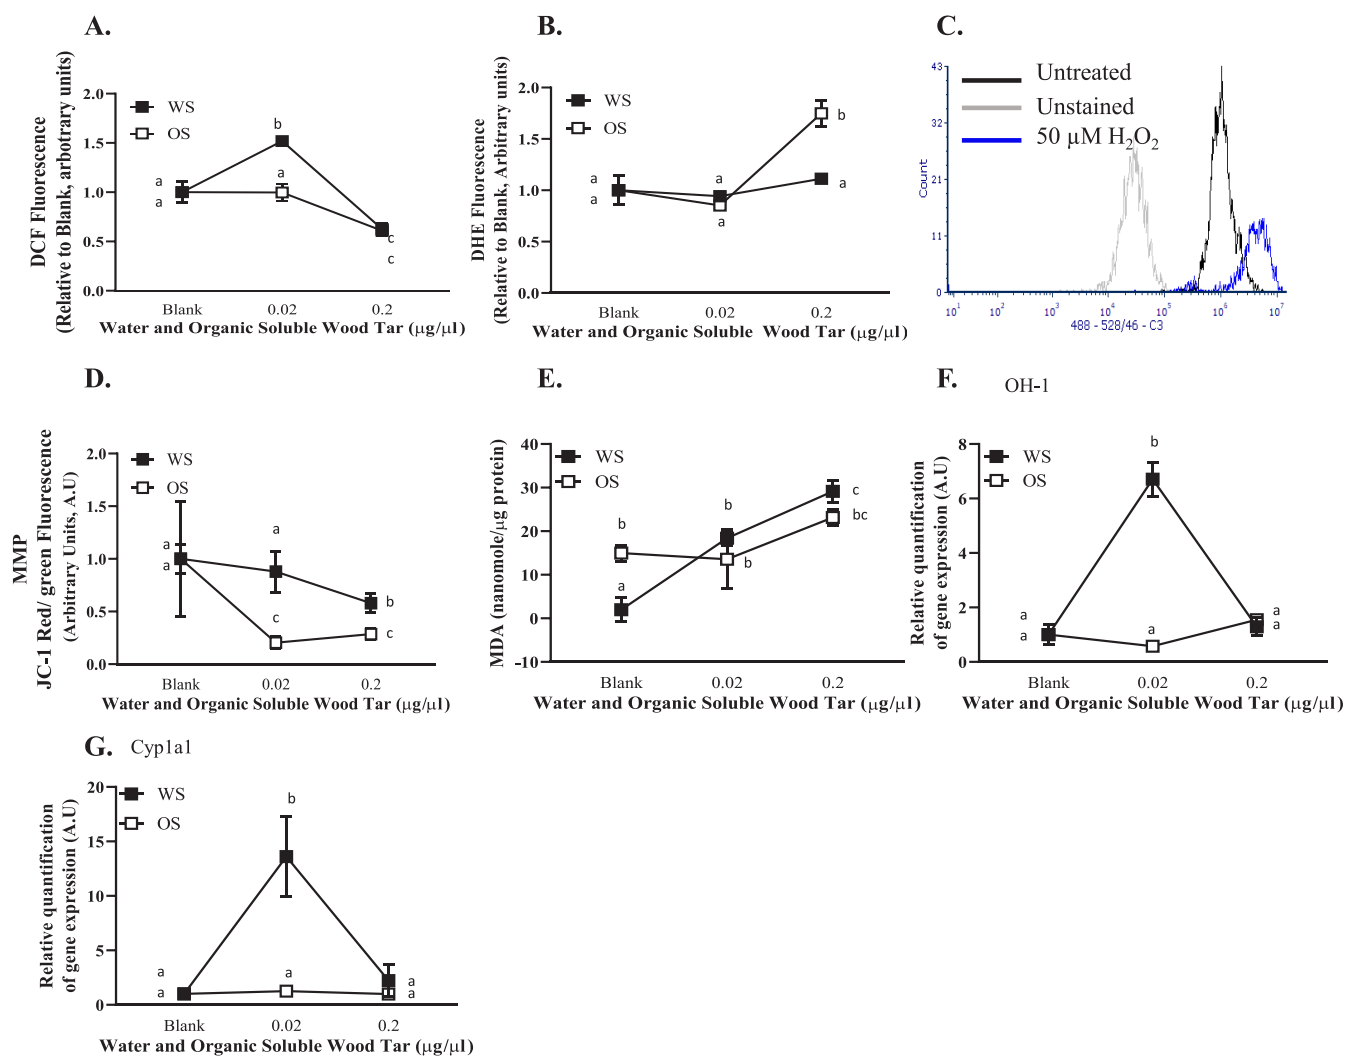 A.
DCF Fluorescence
(Relative to Blank, arbotrary units)
2.0
1.5
1.0
0.5
0.0
WS
OS
a
a
b
a
c
c
Blank
0.02
0.2
Water and Organic Soluble Wood Tar (μg/μl)
B.
DHE Fluorescence
(Relative to Blank, Arbitrary units)
2.0
1.5
1.0
0.5
0.0
WS
OS
a
a
a
a
b
a
Blank
0.02
0.2
Water and Organic Soluble Wood Tar (μg/μl)
C.
Untreated
Unstained
50 μM H₂O₂
Count
43
32
21
11
0
10¹
10²
10³
10⁴
10⁵
10⁶
10⁷
488 - 528/46 - C3
D.
MMP
JC-1 Red/ green Fluorescence
(Arbitrary Units, A.U)
2.0
1.5
1.0
0.5
0.0
WS
OS
a
a
a
c
b
c
Blank
0.02
0.2
Water and Organic Soluble Wood Tar (μg/μl)
E.
MDA (nanomole/μg protein)
40
30
20
10
0
-10
WS
OS
b
a
b
b
c
bc
Blank
0.02
0.2
Water and Organic Soluble Wood Tar (μg/μl)
F.
OH-1
Relative quantification
of gene expression (A.U)
8
6
4
2
0
WS
OS
a
a
b
a
a
a
Blank
0.02
0.2
Water and Organic Soluble Wood Tar (μg/μl)
G. Cyp1a1
Relative quantification
of gene expression (A.U)
20
15
10
5
0
WS
OS
a
a
b
a
a
a
Blank
0.02
0.2
Water and Organic Soluble Wood Tar (μg/μl)